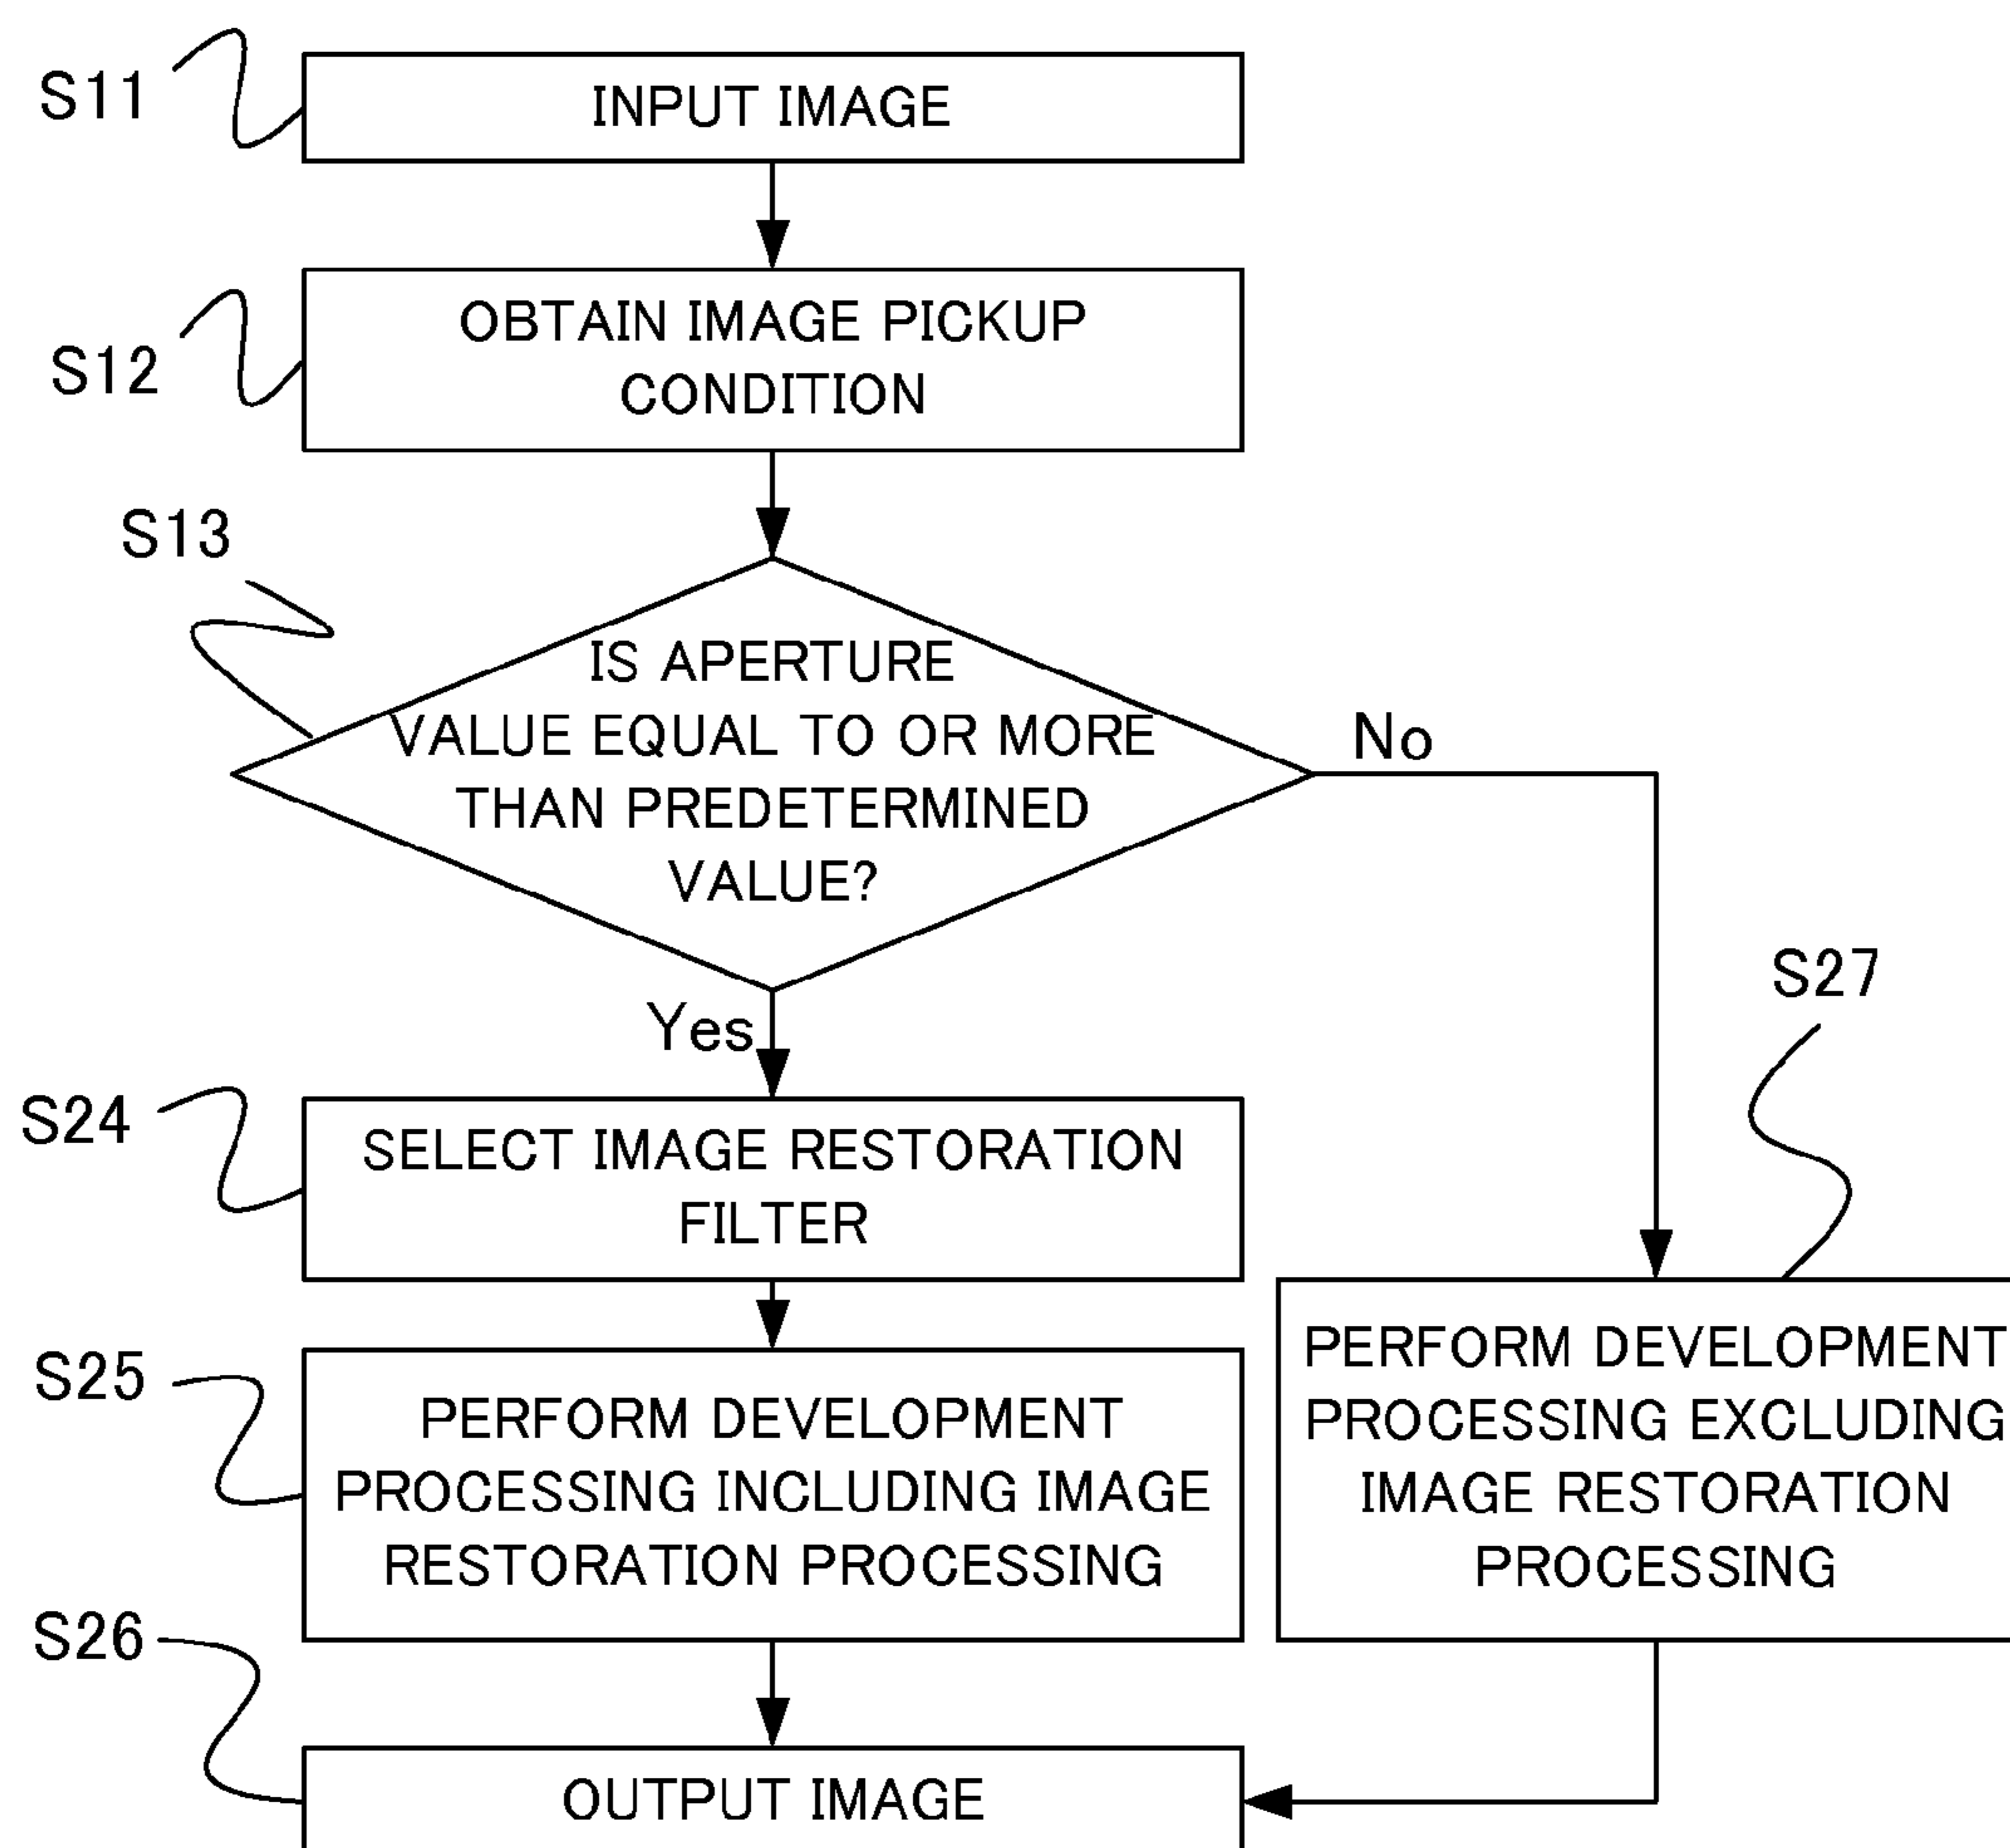 S11
INPUT IMAGE
S12
OBTAIN IMAGE PICKUP
CONDITION
S13
IS APERTURE
VALUE EQUAL TO OR MORE
THAN PREDETERMINED
VALUE?
No
Yes
S27
S24
SELECT IMAGE RESTORATION
FILTER
S25
PERFORM DEVELOPMENT
PROCESSING INCLUDING IMAGE
RESTORATION PROCESSING
PERFORM DEVELOPMENT
PROCESSING EXCLUDING
IMAGE RESTORATION
PROCESSING
S26
OUTPUT IMAGE